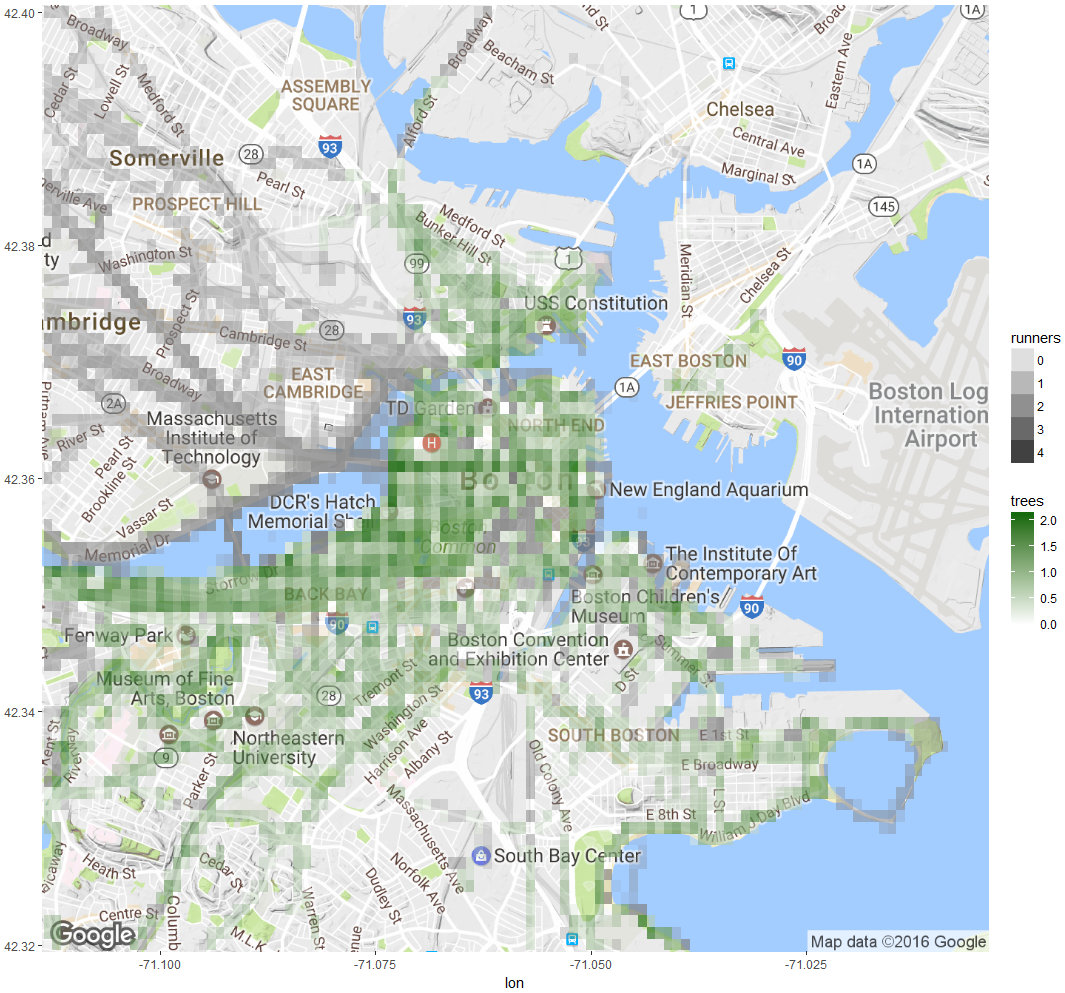 42.40
42.38
42.36
42.34
42.32
-71.100
-71.075
-71.050
-71.025
lon
Broadway
Cedar St
Lowell St
Medford St
ASSEMBLY
SQUARE
93
28
Somerville
Pearl St
PROSPECT HILL
Washington St
Prospect St
mbridge
28
Cambridge St
Broadway
EAST
CAMBRIDGE
2A
Massachusetts
Institute of
Technology
River St
Pearl St
Brookline St
Vassar St
Memorial Dr
Broadway
Beacham St
Alford St
1
1A
Chelsea
Eastern Ave
Central Ave
Marginal St
1A
145
Medford St
Bunker Hill St
99
1
93
USS Constitution
Meridian St
Chelsea St
EAST BOSTON
90
1A
JEFFRIES POINT
Boston Log
Internation
Airport
TD Garden
NORTH END
H
Boston
New England Aquarium
DCR's Hatch
Memorial Sh
Boston
Common
Storrow Dr
BACK BAY
90
The Institute Of
Contemporary Art
Boston Children's
Museum
90
Fenway Park
Boston Convention
and Exhibition Center
Museum of Fine
Arts, Boston
28
Tremont St
Washington St
93
D St
Summer St
Northeastern
University
9
Kent St
Riverway
Parker St
Harrison Ave
Albany St
SOUTH BOSTON
E 1st St
E Broadway
Old Colony Ave
L St
E 8th St
William J Day Blvd
Massachusetts Ave
South Bay Center
Heath St
Cedar St
Norfolk Ave
Dudley St
Warren St
Centre St
Columb
M.L.K
Google
Map data ©2016 Google
runners
0
1
2
3
4
trees
2.0
1.5
1.0
0.5
0.0